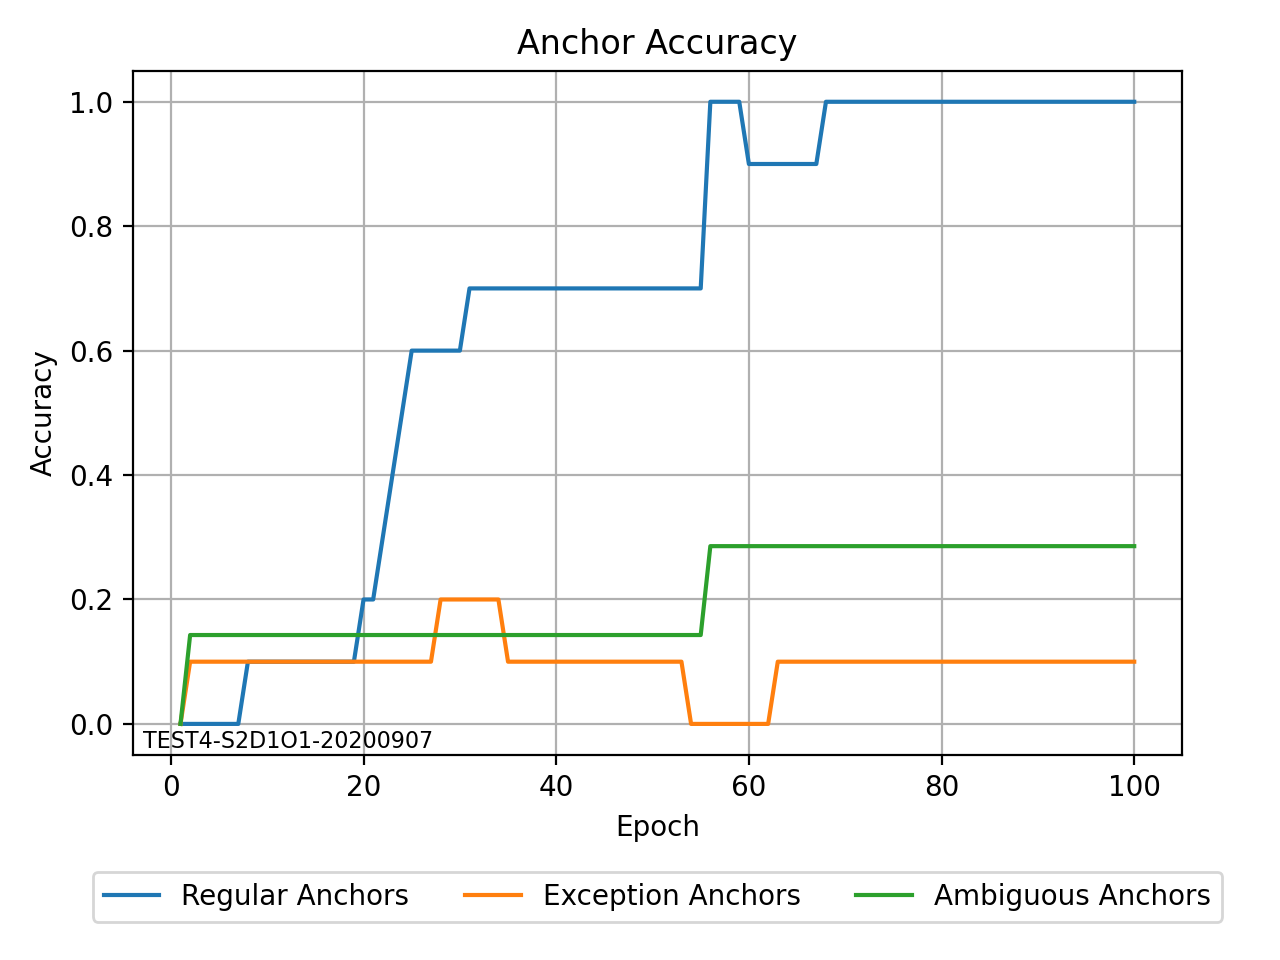 Anchor Accuracy
1.0
0.8
0.6
0.4
0.2
0.0
Accuracy
TEST4-S2D1O1-20200907
0 20 40 60 80 100
Epoch
Regular Anchors Exception Anchors Ambiguous Anchors